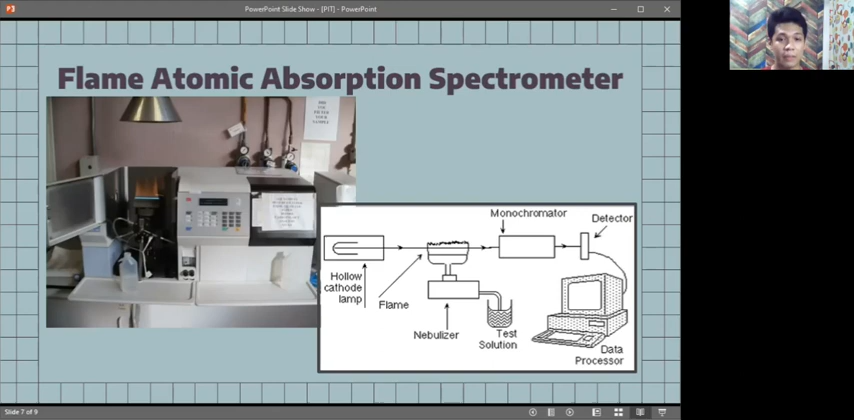 PowerPoint Slide Show - [PIT] - PowerPoint
Flame Atomic Absorption Spectrometer
Monochromator
Detector
Hollow
cathode
lamp
Flame
Nebulizer
Test
Solution
Data
Processor
Slide 7 of 9